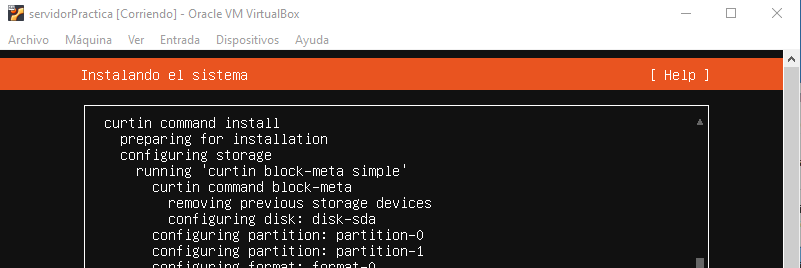 servidorPractica [Corriendo] - Oracle VM VirtualBox
Archivo Máquina Ver Entrada Dispositivos Ayuda
Instalando el sistema [ Help ]
curtin command install
preparing for installation
configuring storage
running 'curtin block-meta simple'
curtin command block-meta
removing previous storage devices
configuring disk: disk-sda
configuring partition: partition-0
configuring partition: partition-1
configuring format: format-0